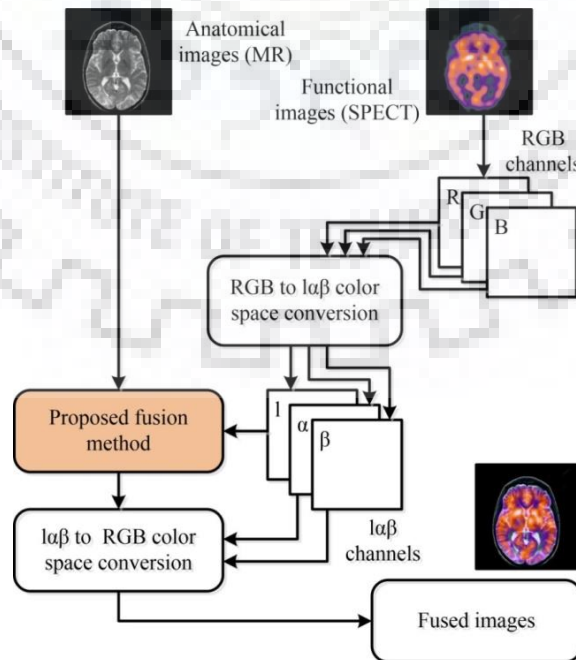 Anatomical
images (MR)
Functional
images (SPECT)
RGB
channels
R
G
B
RGB to lαβ color
space conversion
Proposed fusion
method
l
α
β
lαβ to RGB color
space conversion
lαβ
channels
Fused images